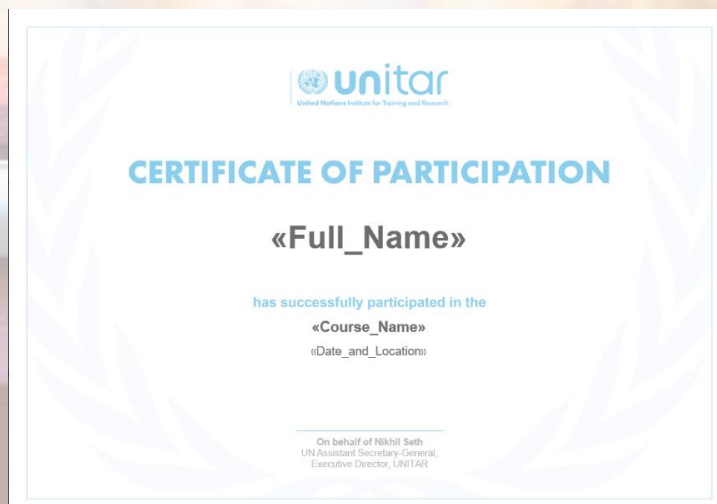 unitar
United Nations Institute for Training and Research
CERTIFICATE OF PARTICIPATION
«Full_Name»
has successfully participated in the
«Course_Name»
«Date_and_Location»
On behalf of Nikhil Seth
UN Assistant Secretary-General,
Executive Director, UNITAR